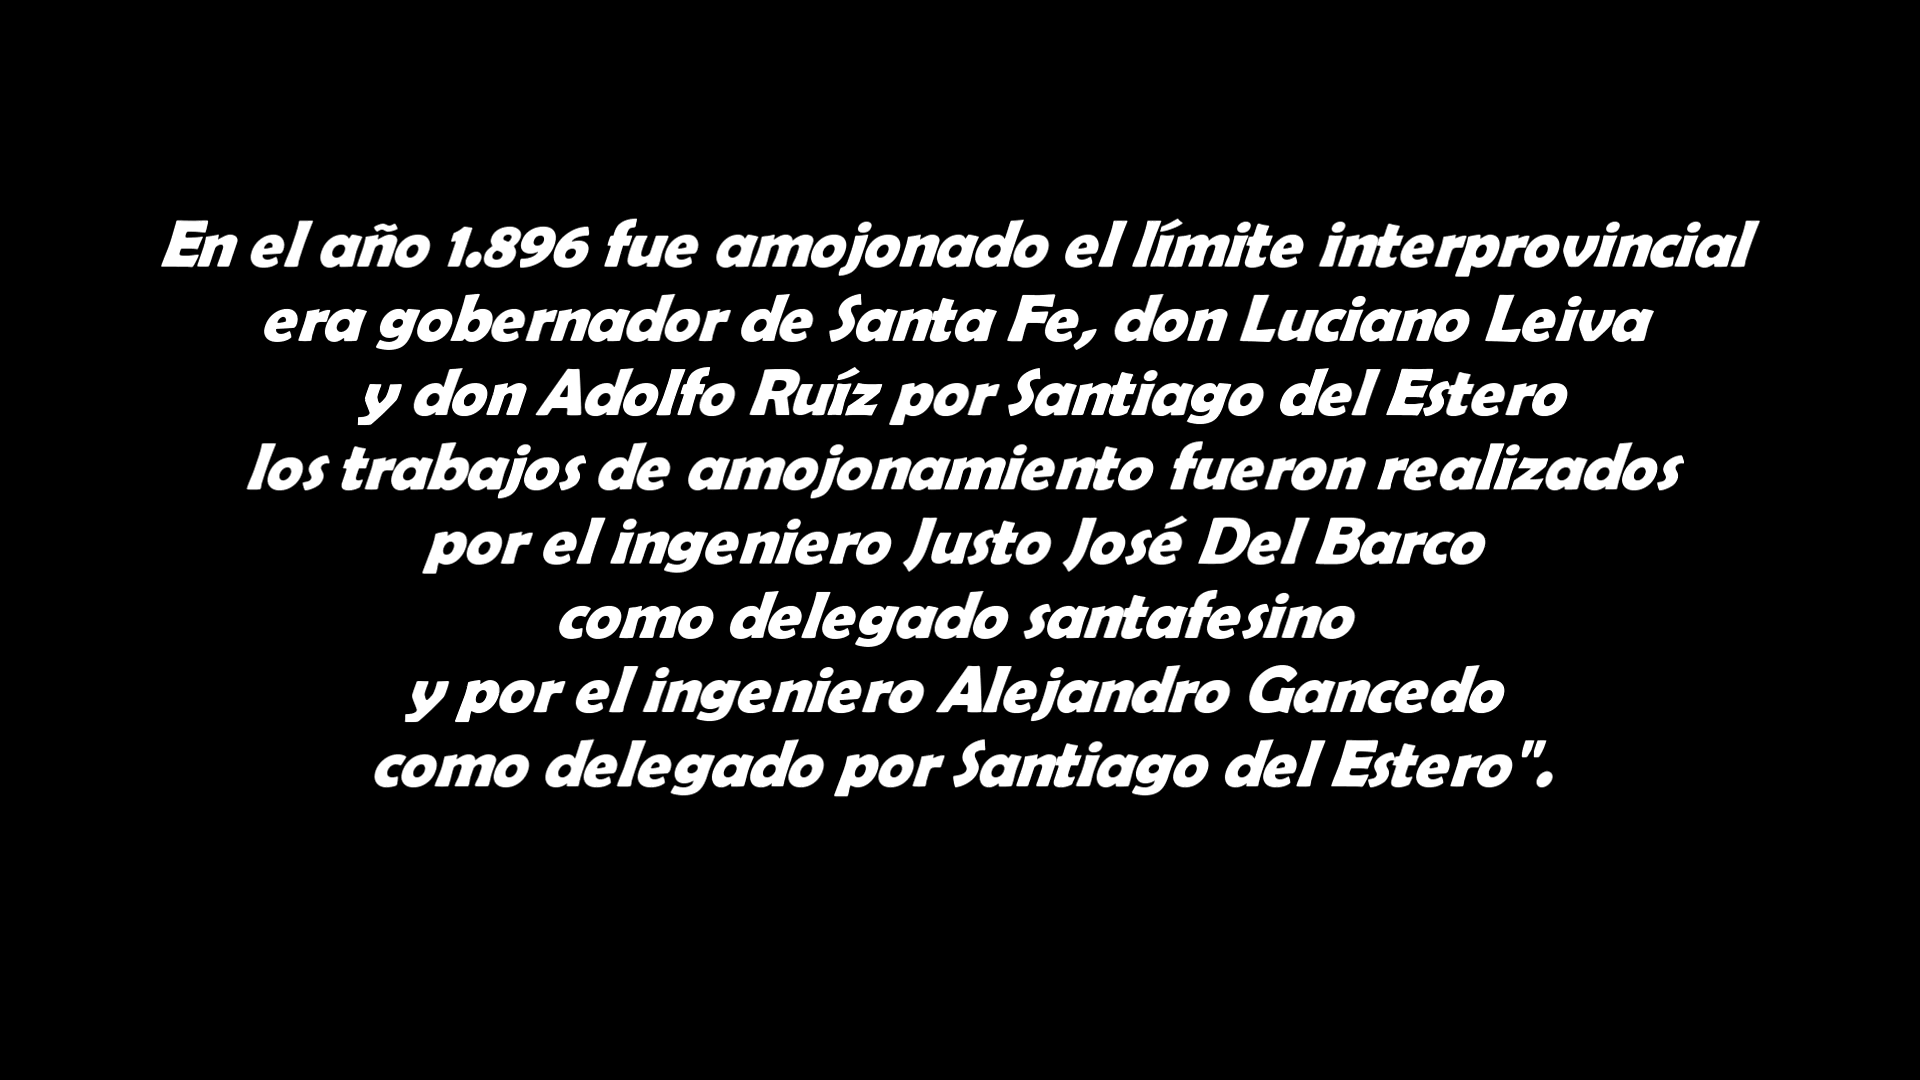 En el año 1.896 fue amojonado el límite interprovincial
era gobernador de Santa Fe, don Luciano Leiva
y don Adolfo Ruíz por Santiago del Estero
los trabajos de amojonamiento fueron realizados
por el ingeniero Justo José Del Barco
como delegado santafesino
y por el ingeniero Alejandro Gancedo
como delegado por Santiago del Estero".